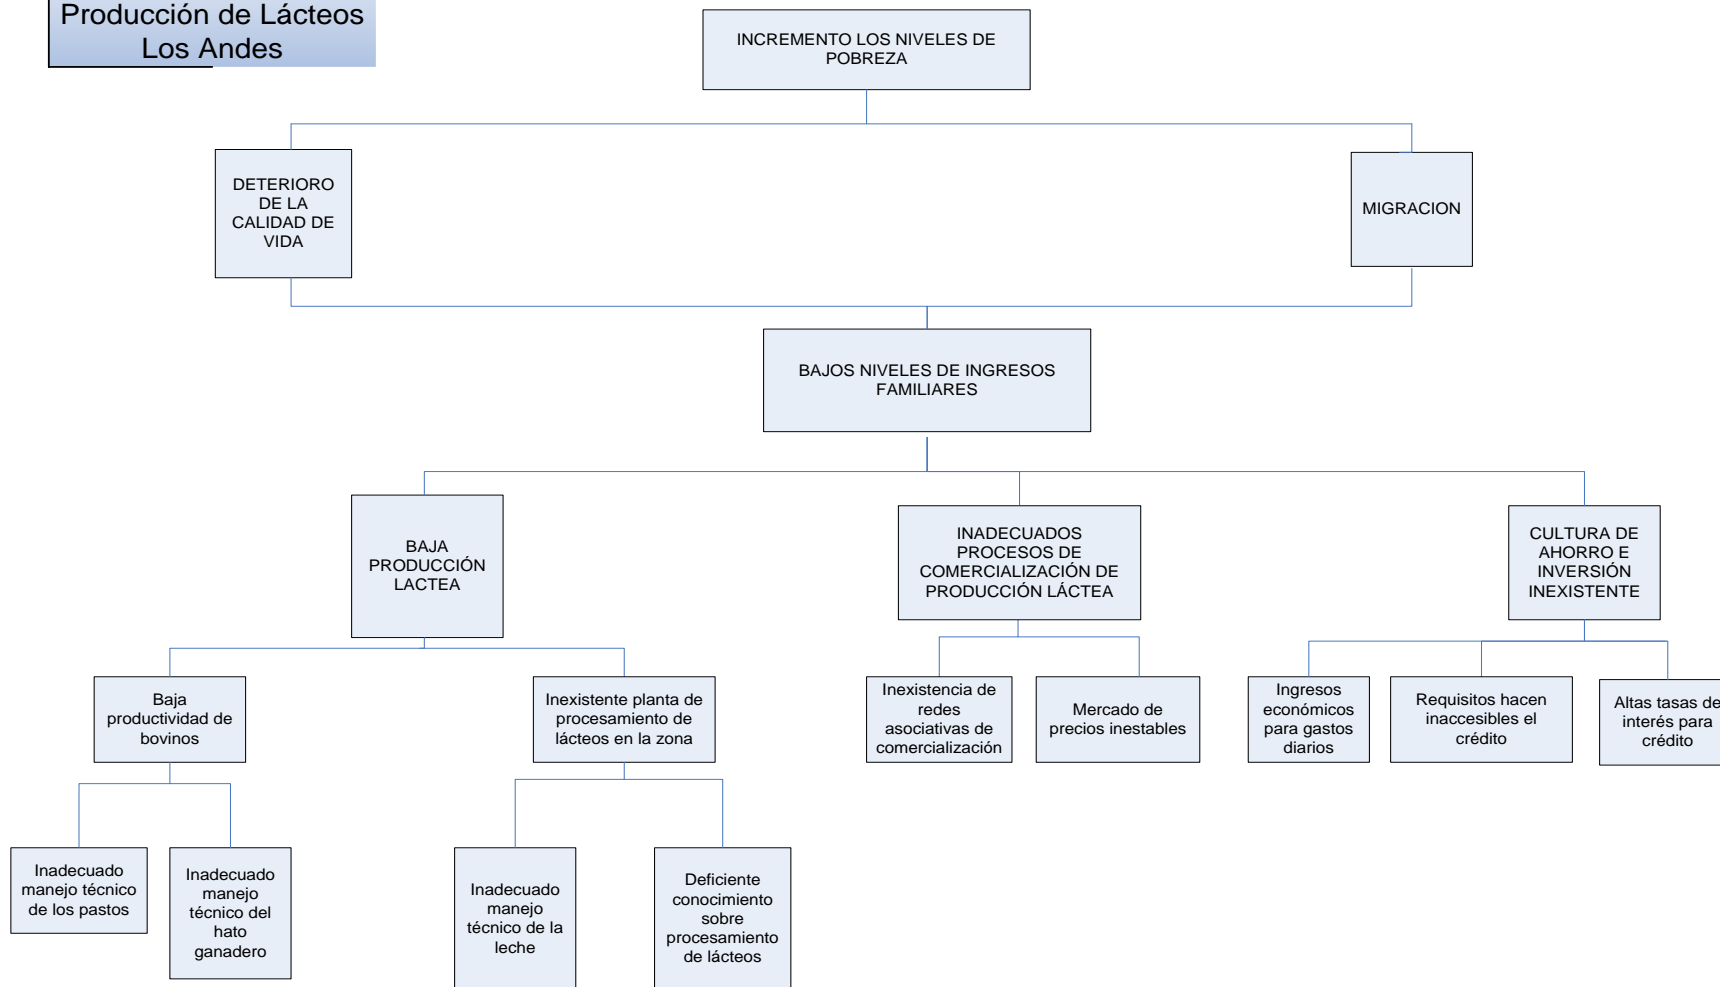 Producción de Lácteos
Los Andes
INCREMENTO LOS NIVELES DE
POBREZA
DETERIORO
DE LA
CALIDAD DE
VIDA
MIGRACION
BAJOS NIVELES DE INGRESOS
FAMILIARES
BAJA
PRODUCCIÓN
LACTEA
INADECUADOS
PROCESOS DE
COMERCIALIZACIÓN DE
PRODUCCIÓN LÁCTEA
CULTURA DE
AHORRO E
INVERSIÓN
INEXISTENTE
Baja
productividad de
bovinos
Inexistente planta de
procesamiento de
lácteos en la zona
Inexistencia de
redes
asociativas de
comercialización
Mercado de
precios inestables
Ingresos
económicos
para gastos
diarios
Requisitos hacen
inaccesibles el
crédito
Altas tasas de
interés para
crédito
Inadecuado
manejo técnico
de los pastos
Inadecuado
manejo
técnico del
hato
ganadero
Inadecuado
manejo
técnico de la
leche
Deficiente
conocimiento
sobre
procesamiento
de lácteos